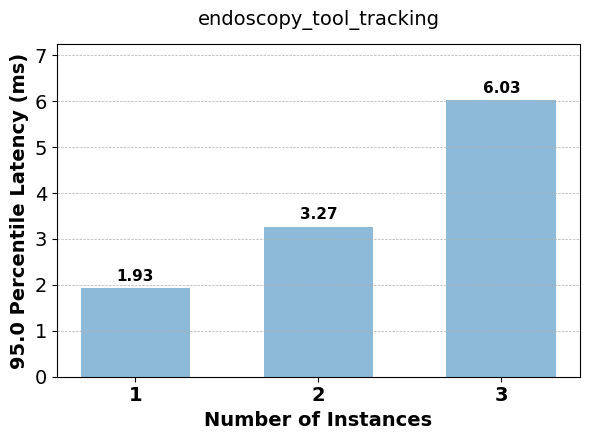 endoscopy_tool_tracking
95.0 Percentile Latency (ms)
7
6
5
4
3
2
1
0
1.93
3.27
6.03
1 2 3
Number of Instances